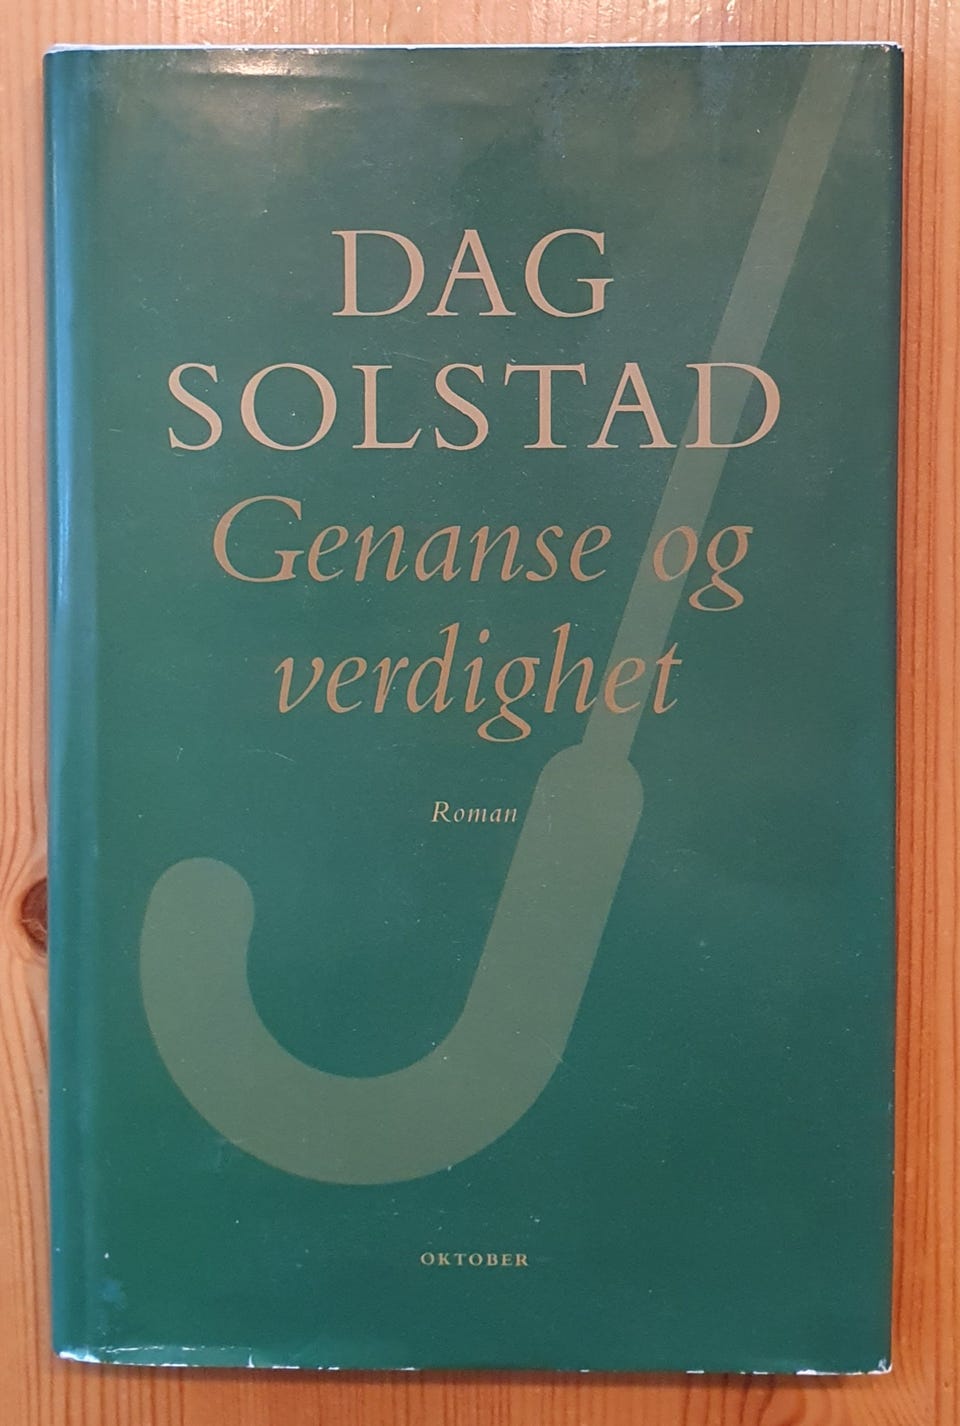 DAG
SOLSTAD
Genanse og
verdighet
Roman
OKTOBER